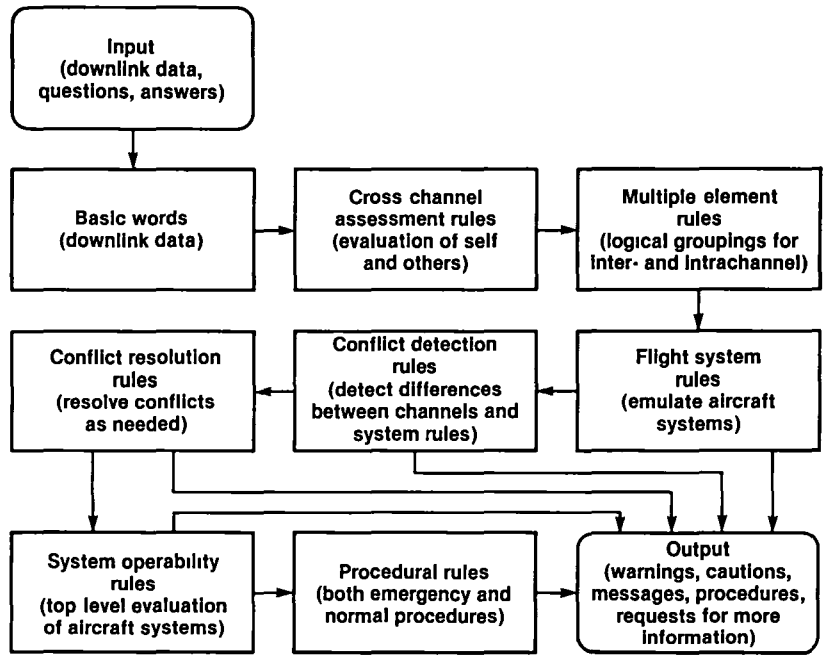 Input
(downlink data,
questions, answers)
Basic words
(downlink data)
Cross channel
assessment rules
(evaluation of self
and others)
Multiple element
rules
(logical groupings for
inter- and intrachannel)
Conflict resolution
rules
(resolve conflicts
as needed)
Conflict detection
rules
(detect differences
between channels and
system rules)
Flight system
rules
(emulate aircraft
systems)
System operability
rules
(top level evaluation
of aircraft systems)
Procedural rules
(both emergency and
normal procedures)
Output
(warnings, cautions,
messages, procedures,
requests for more
information)